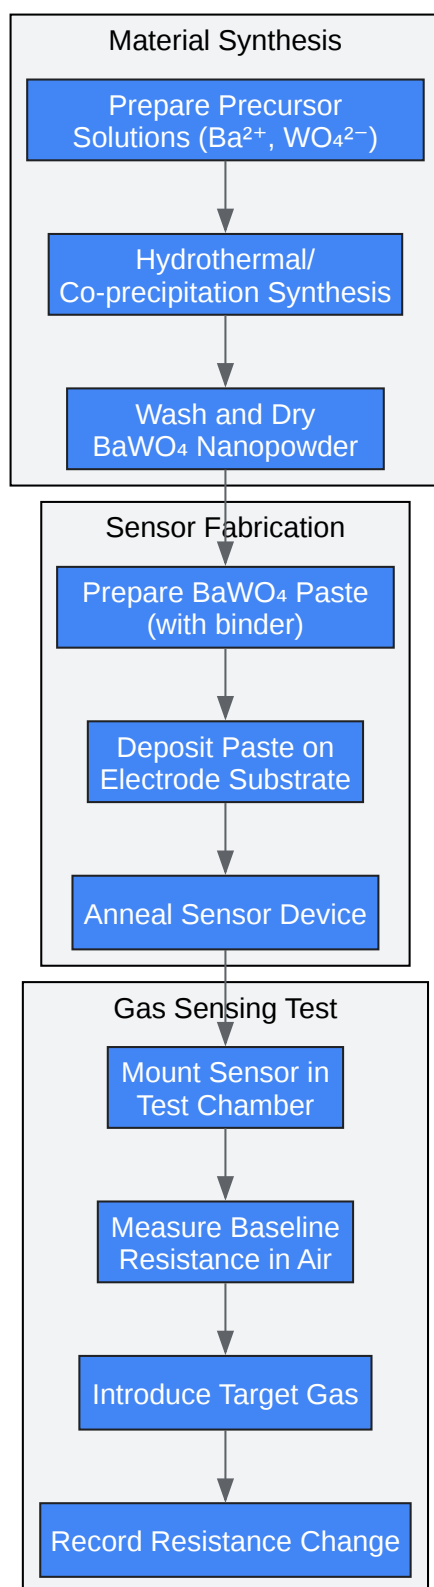 Material Synthesis
Prepare Precursor
Solutions (Ba²⁺, WO₄²⁻)
Hydrothermal/
Co-precipitation Synthesis
Wash and Dry
BaWO₄ Nanopowder
Sensor Fabrication
Prepare BaWO₄ Paste
(with binder)
Deposit Paste on
Electrode Substrate
Anneal Sensor Device
Gas Sensing Test
Mount Sensor in
Test Chamber
Measure Baseline
Resistance in Air
Introduce Target Gas
Record Resistance Change